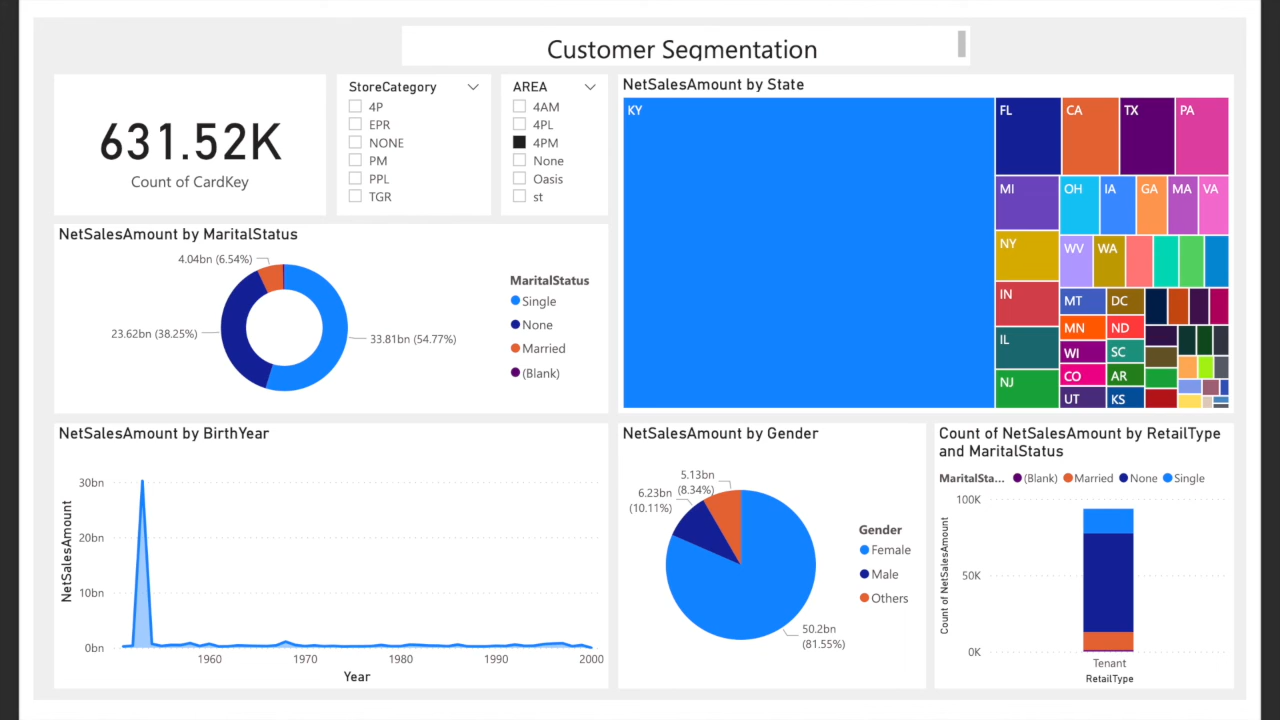 Customer Segmentation
631.52K
Count of CardKey
StoreCategory
4P
EPR
NONE
PM
PPL
TGR
AREA
4AM
4PL
4PM
None
Oasis
st
NetSalesAmount by State
KY
FL
CA
TX
PA
MI
OH
IA
GA
MA
VA
NY
WV
WA
IN
MT
DC
MN
ND
IL
WI
SC
NJ
CO
AR
UT
KS
NetSalesAmount by MaritalStatus
4.04bn (6.54%)
23.62bn (38.25%)
33.81bn (54.77%)
MaritalStatus
Single
None
Married
(Blank)
NetSalesAmount by BirthYear
NetSalesAmount
30bn
20bn
10bn
0bn
1960
1970
1980
1990
2000
Year
NetSalesAmount by Gender
5.13bn
(8.34%)
6.23bn
(10.11%)
50.2bn
(81.55%)
Gender
Female
Male
Others
Count of NetSalesAmount by RetailType
and MaritalStatus
MaritalSta... (Blank) Married None Single
Count of NetSalesAmount
100K
50K
0K
Tenant
RetailType